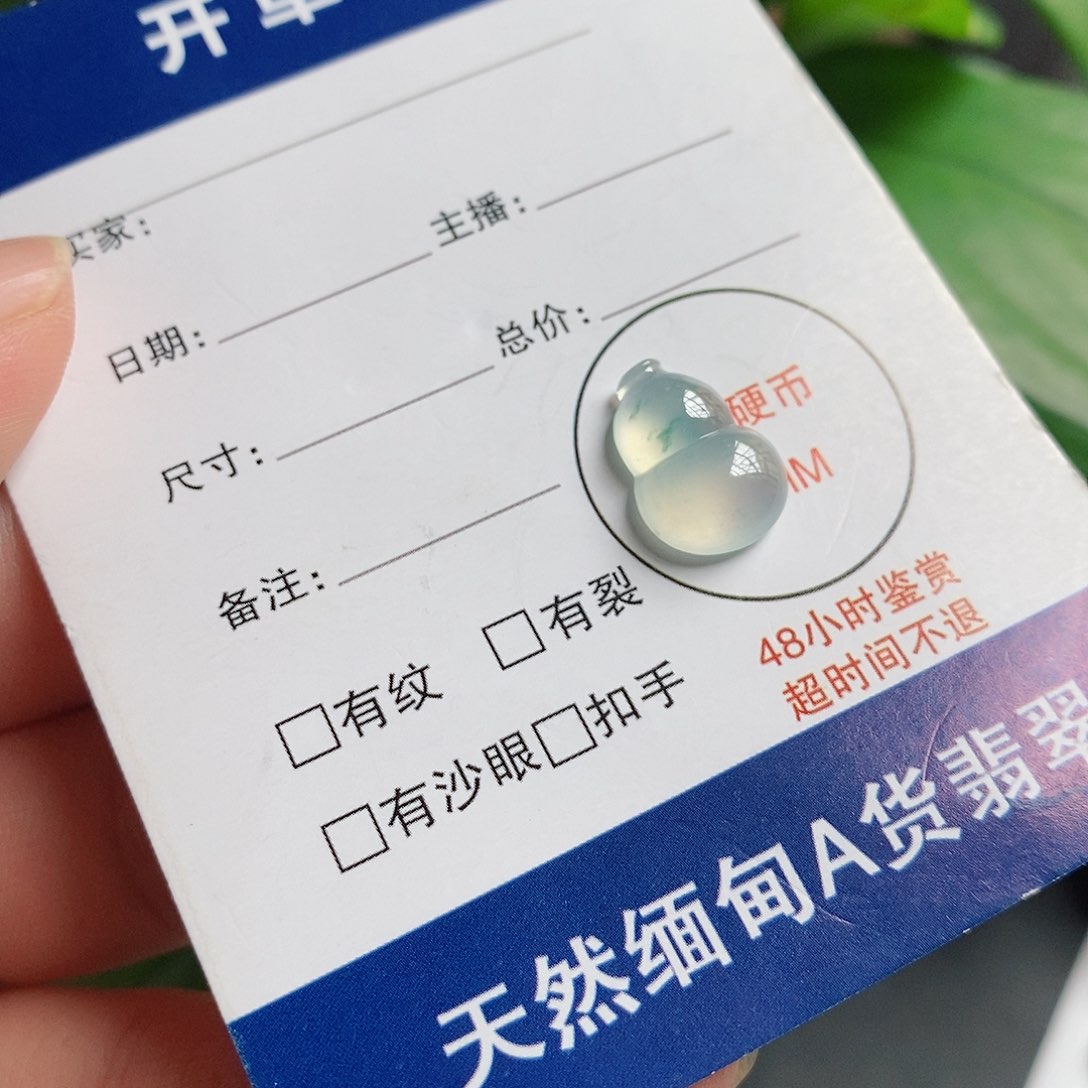 开单
买家：
日期： 主播：
尺寸： 总价：
备注：
硬币
MM
□有纹 □有裂
□有沙眼□扣手
48小时鉴赏
超时间不退
天然缅甸A货翡翠